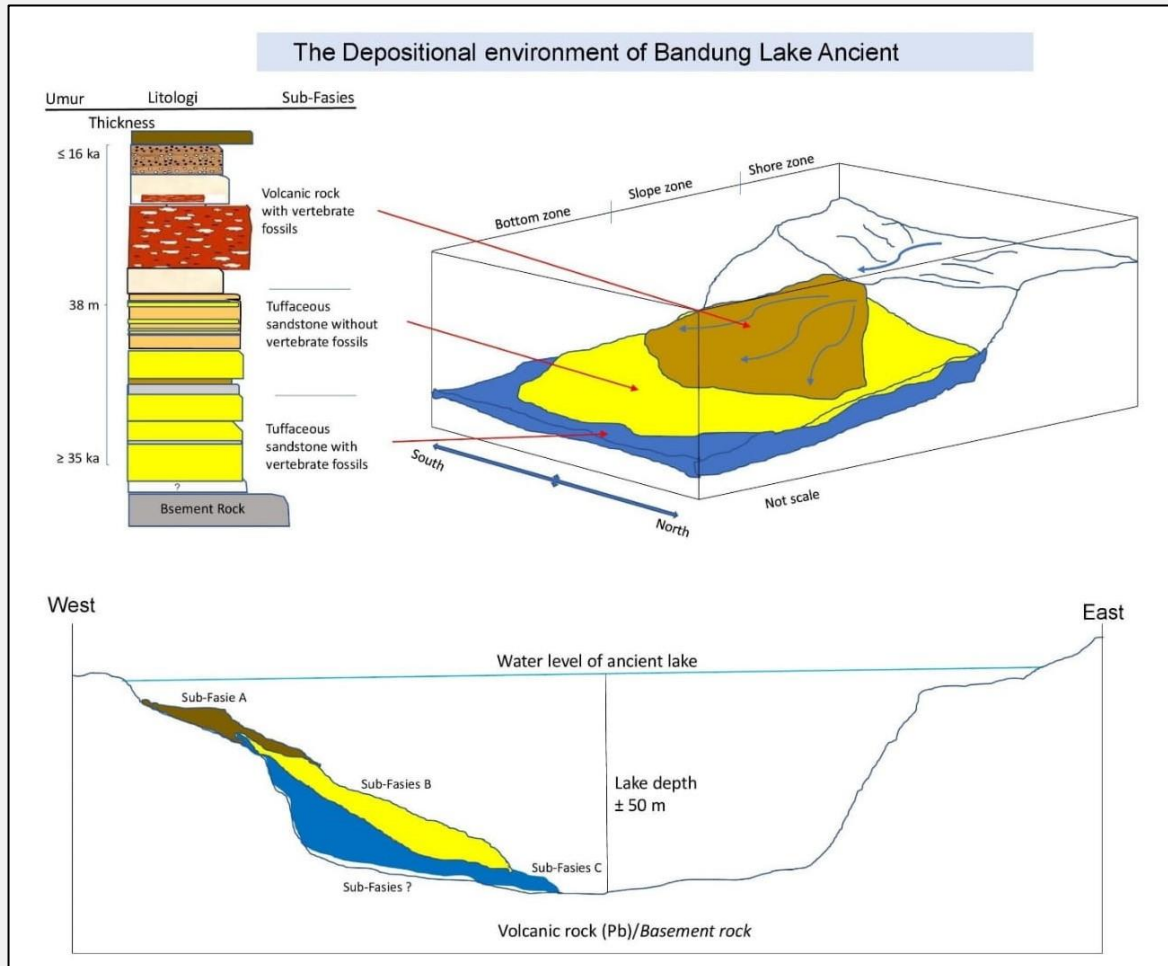 The Depositional environment of Bandung Lake Ancient
Umur
Litologi
Sub-Fasies
Thickness
≤ 16 ka
38 m
≥ 35 ka
Volcanic rock
with vertebrate
fossils
Tuffaceous
sandstone without
vertebrate fossils
Tuffaceous
sandstone with
vertebrate fossils
?
Bsement Rock
Bottom zone
Slope zone
Shore zone
South
North
Not scale
West
East
Water level of ancient lake
Sub-Fasie A
Sub-Fasies B
Lake depth
± 50 m
Sub-Fasies C
Sub-Fasies ?
Volcanic rock (Pb)/Basement rock